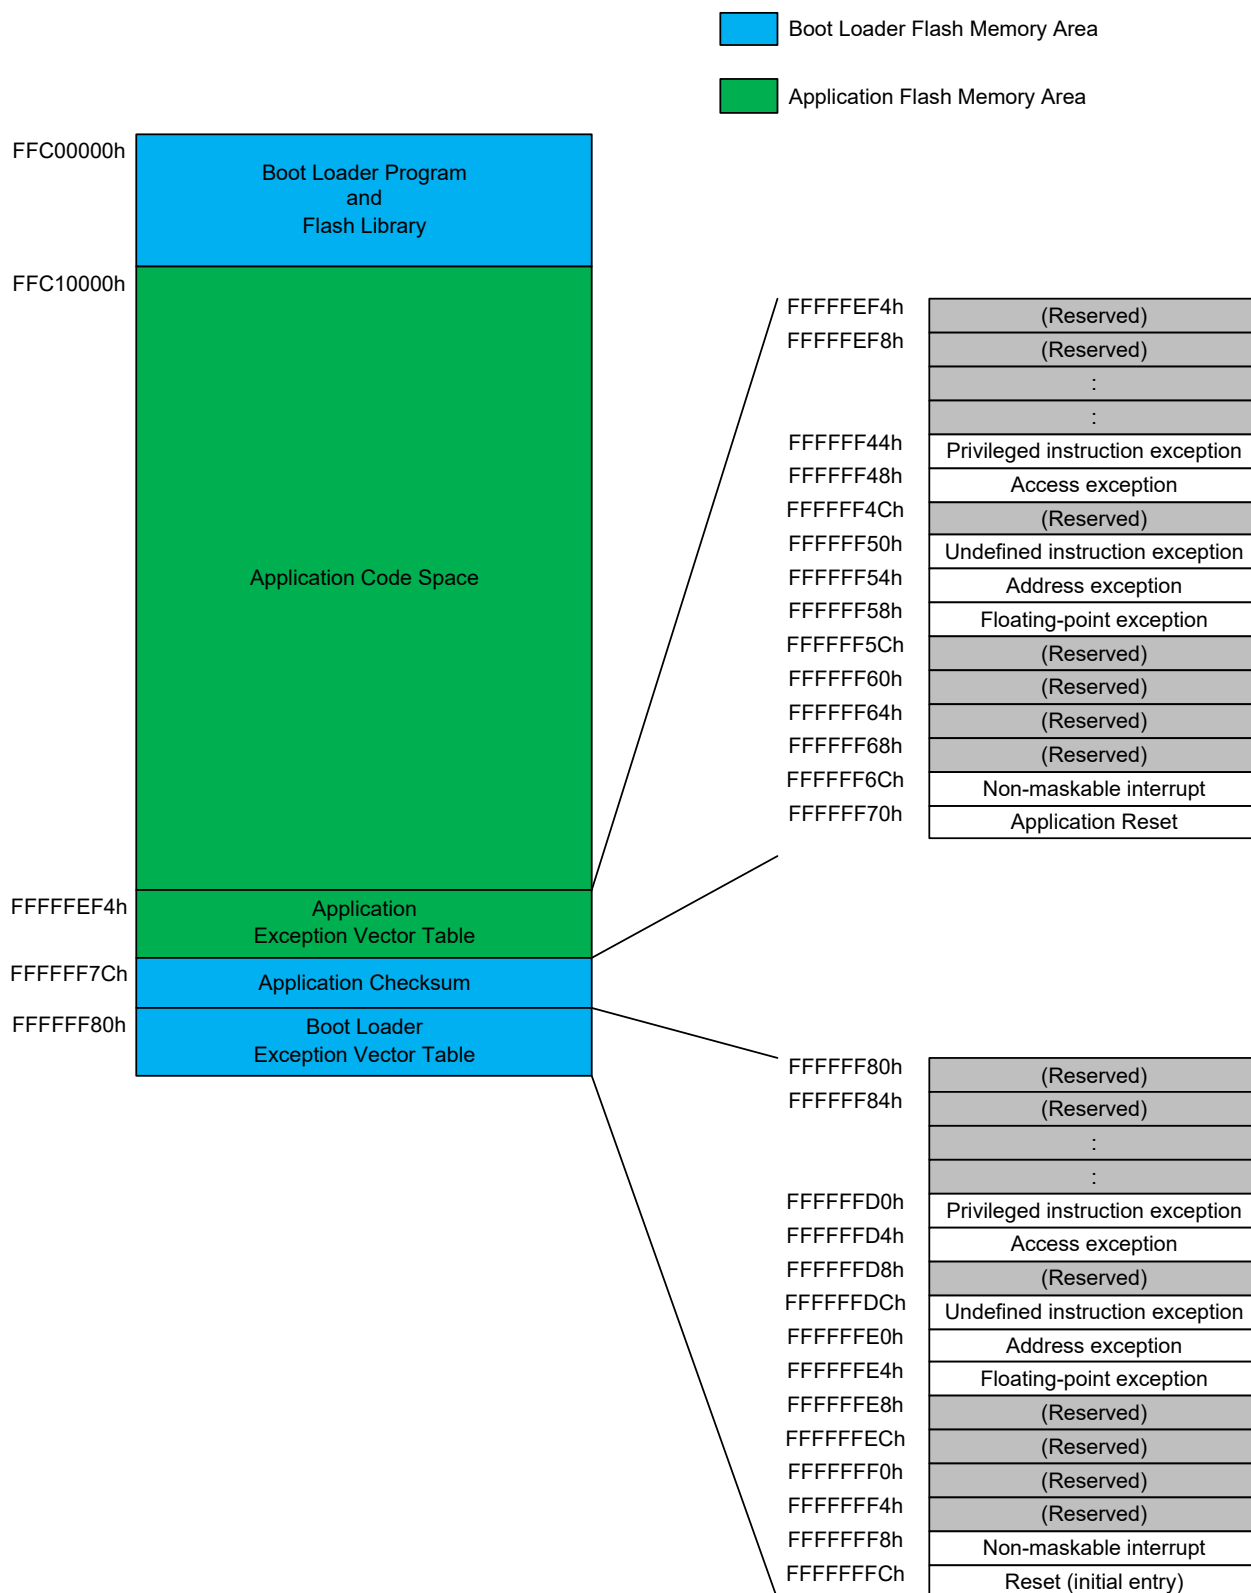 Boot Loader Flash Memory Area
Application Flash Memory Area
FFC00000h
Boot Loader Program
and
Flash Library
FFC10000h
Application Code Space
FFFFFEF4h
Application
Exception Vector Table
FFFFFF7Ch
Application Checksum
FFFFFF80h
Boot Loader
Exception Vector Table
FFFFFEF4h (Reserved)
FFFFFEF8h (Reserved)
:
:
FFFFFF44h Privileged instruction exception
FFFFFF48h Access exception
FFFFFF4Ch (Reserved)
FFFFFF50h Undefined instruction exception
FFFFFF54h Address exception
FFFFFF58h Floating-point exception
FFFFFF5Ch (Reserved)
FFFFFF60h (Reserved)
FFFFFF64h (Reserved)
FFFFFF68h (Reserved)
FFFFFF6Ch Non-maskable interrupt
FFFFFF70h Application Reset
FFFFFF80h (Reserved)
FFFFFF84h (Reserved)
:
:
FFFFFFD0h Privileged instruction exception
FFFFFFD4h Access exception
FFFFFFD8h (Reserved)
FFFFFFDCh Undefined instruction exception
FFFFFFE0h Address exception
FFFFFFE4h Floating-point exception
FFFFFFE8h (Reserved)
FFFFFFECh (Reserved)
FFFFFFF0h (Reserved)
FFFFFFF4h (Reserved)
FFFFFFF8h Non-maskable interrupt
FFFFFFFCh Reset (initial entry)